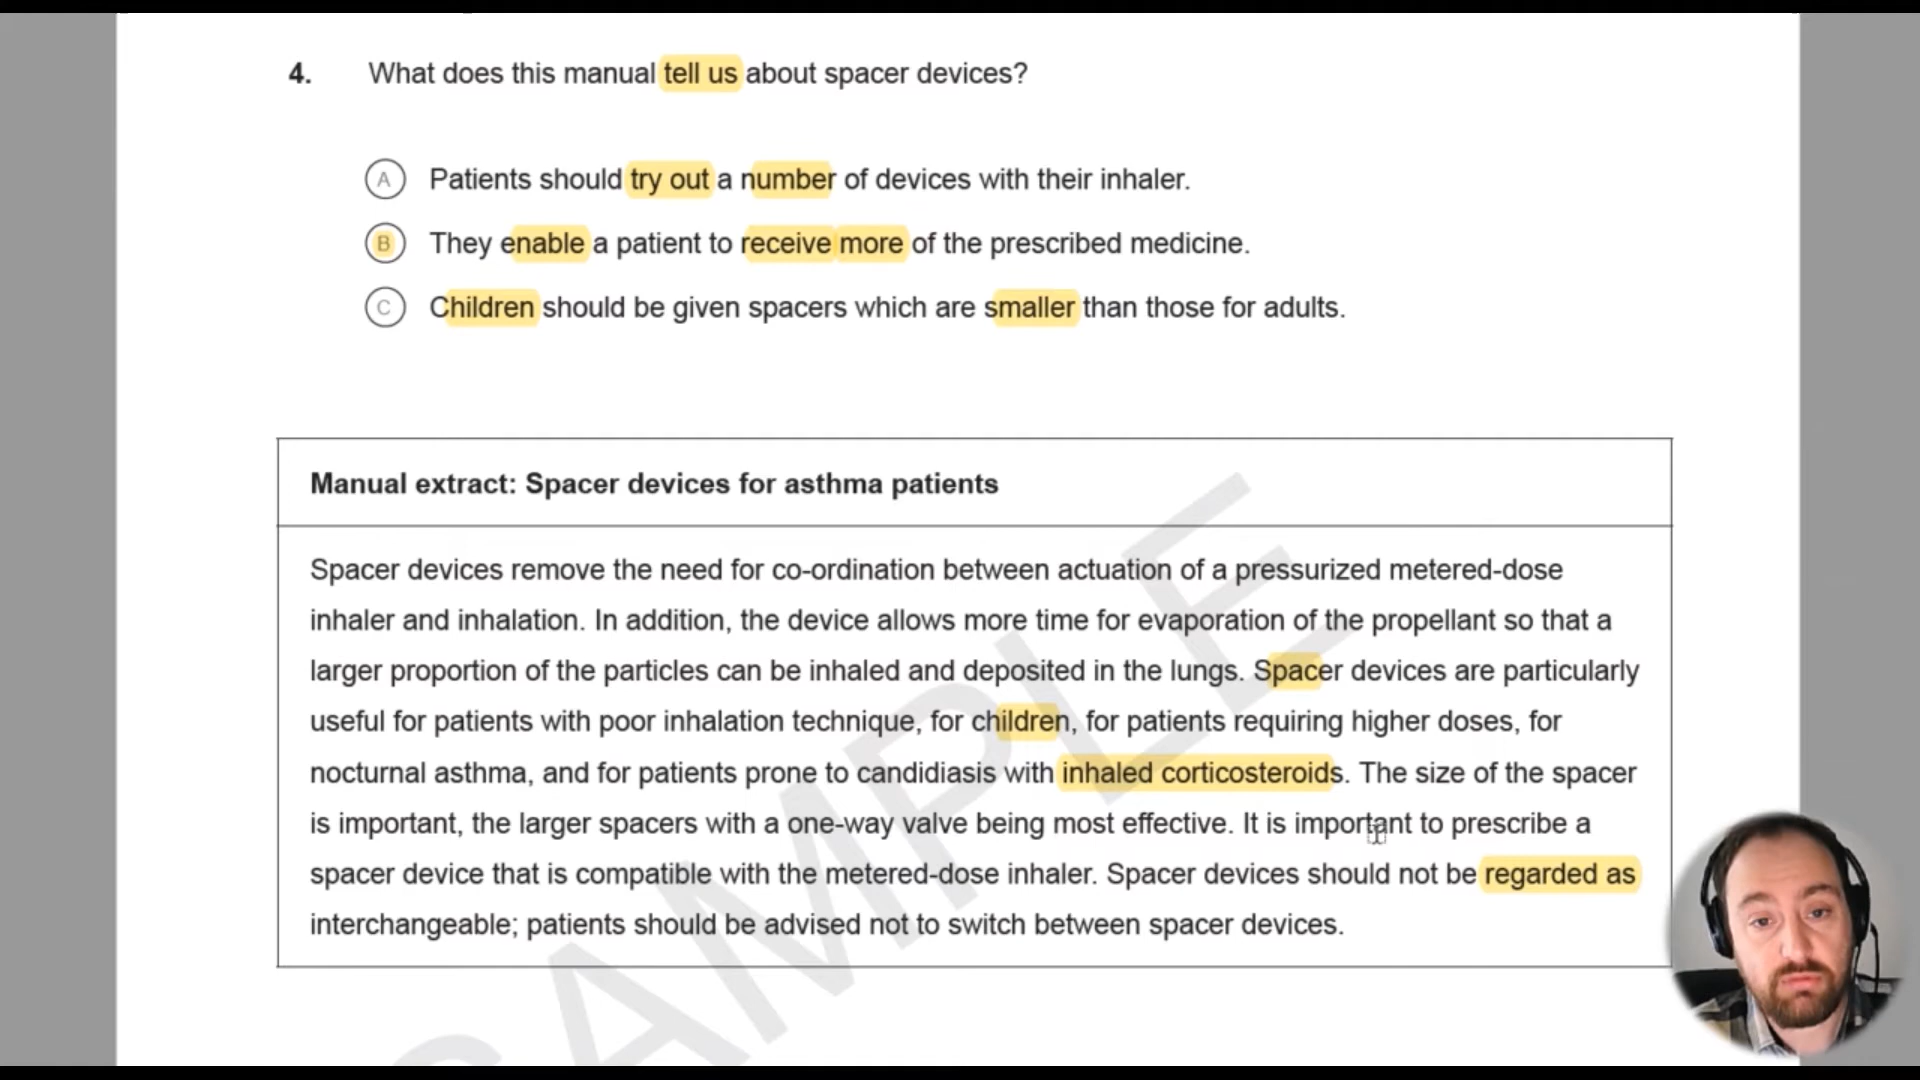 4. What does this manual tell us about spacer devices?
A Patients should try out a number of devices with their inhaler.
B They enable a patient to receive more of the prescribed medicine.
C Children should be given spacers which are smaller than those for adults.
Manual extract: Spacer devices for asthma patients
Spacer devices remove the need for co-ordination between actuation of a pressurized metered-dose
inhaler and inhalation. In addition, the device allows more time for evaporation of the propellant so that a
larger proportion of the particles can be inhaled and deposited in the lungs. Spacer devices are particularly
useful for patients with poor inhalation technique, for children, for patients requiring higher doses, for
nocturnal asthma, and for patients prone to candidiasis with inhaled corticosteroids. The size of the spacer
is important, the larger spacers with a one-way valve being most effective. It is important to prescribe a
spacer device that is compatible with the metered-dose inhaler. Spacer devices should not be regarded as
interchangeable; patients should be advised not to switch between spacer devices.
SAMPLE